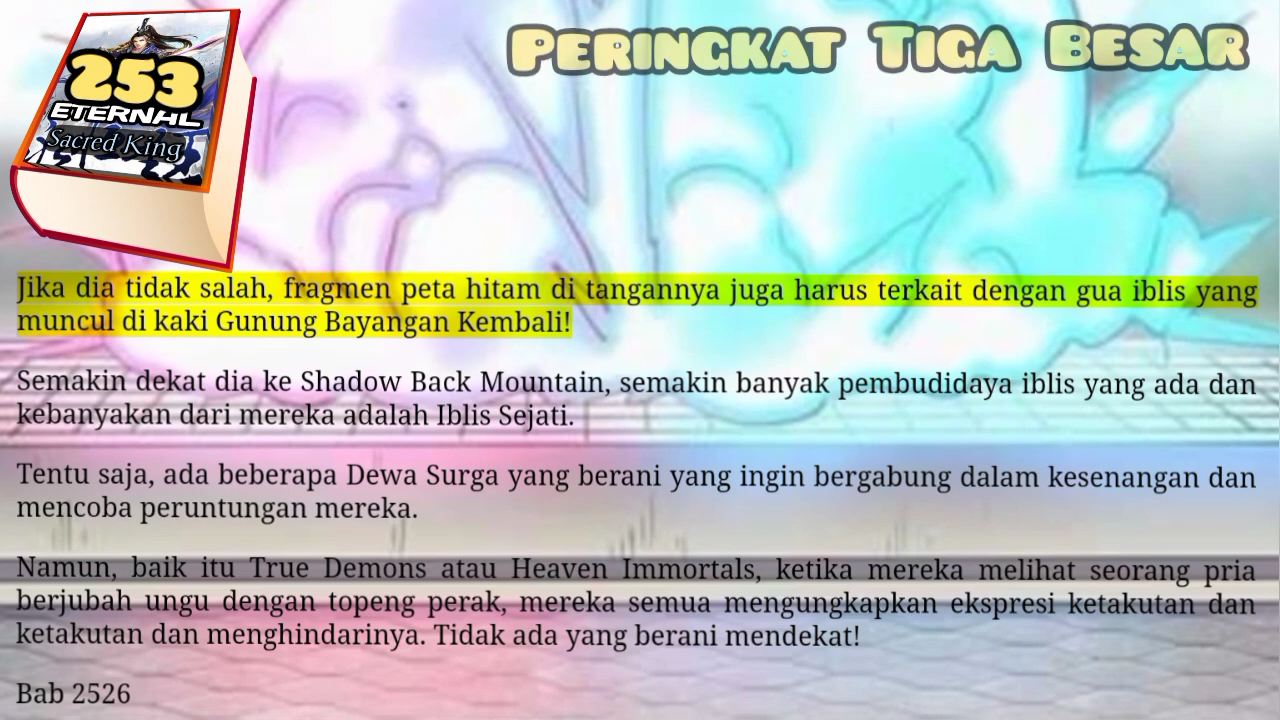 Peringkat Tiga Besar
253
ETERNAL
Sacred King
Jika dia tidak salah, fragmen peta hitam di tangannya juga harus terkait dengan gua iblis yang
muncul di kaki Gunung Bayangan Kembali!
Semakin dekat dia ke Shadow Back Mountain, semakin banyak pembudidaya iblis yang ada dan
kebanyakan dari mereka adalah Iblis Sejati.
Tentu saja, ada beberapa Dewa Surga yang berani yang ingin bergabung dalam kesenangan dan
mencoba peruntungan mereka.
Namun, baik itu True Demons atau Heaven Immortals, ketika mereka melihat seorang pria
berjubah ungu dengan topeng perak, mereka semua mengungkapkan ekspresi ketakutan dan
ketakutan dan menghindarinya. Tidak ada yang berani mendekat!
Bab 2526